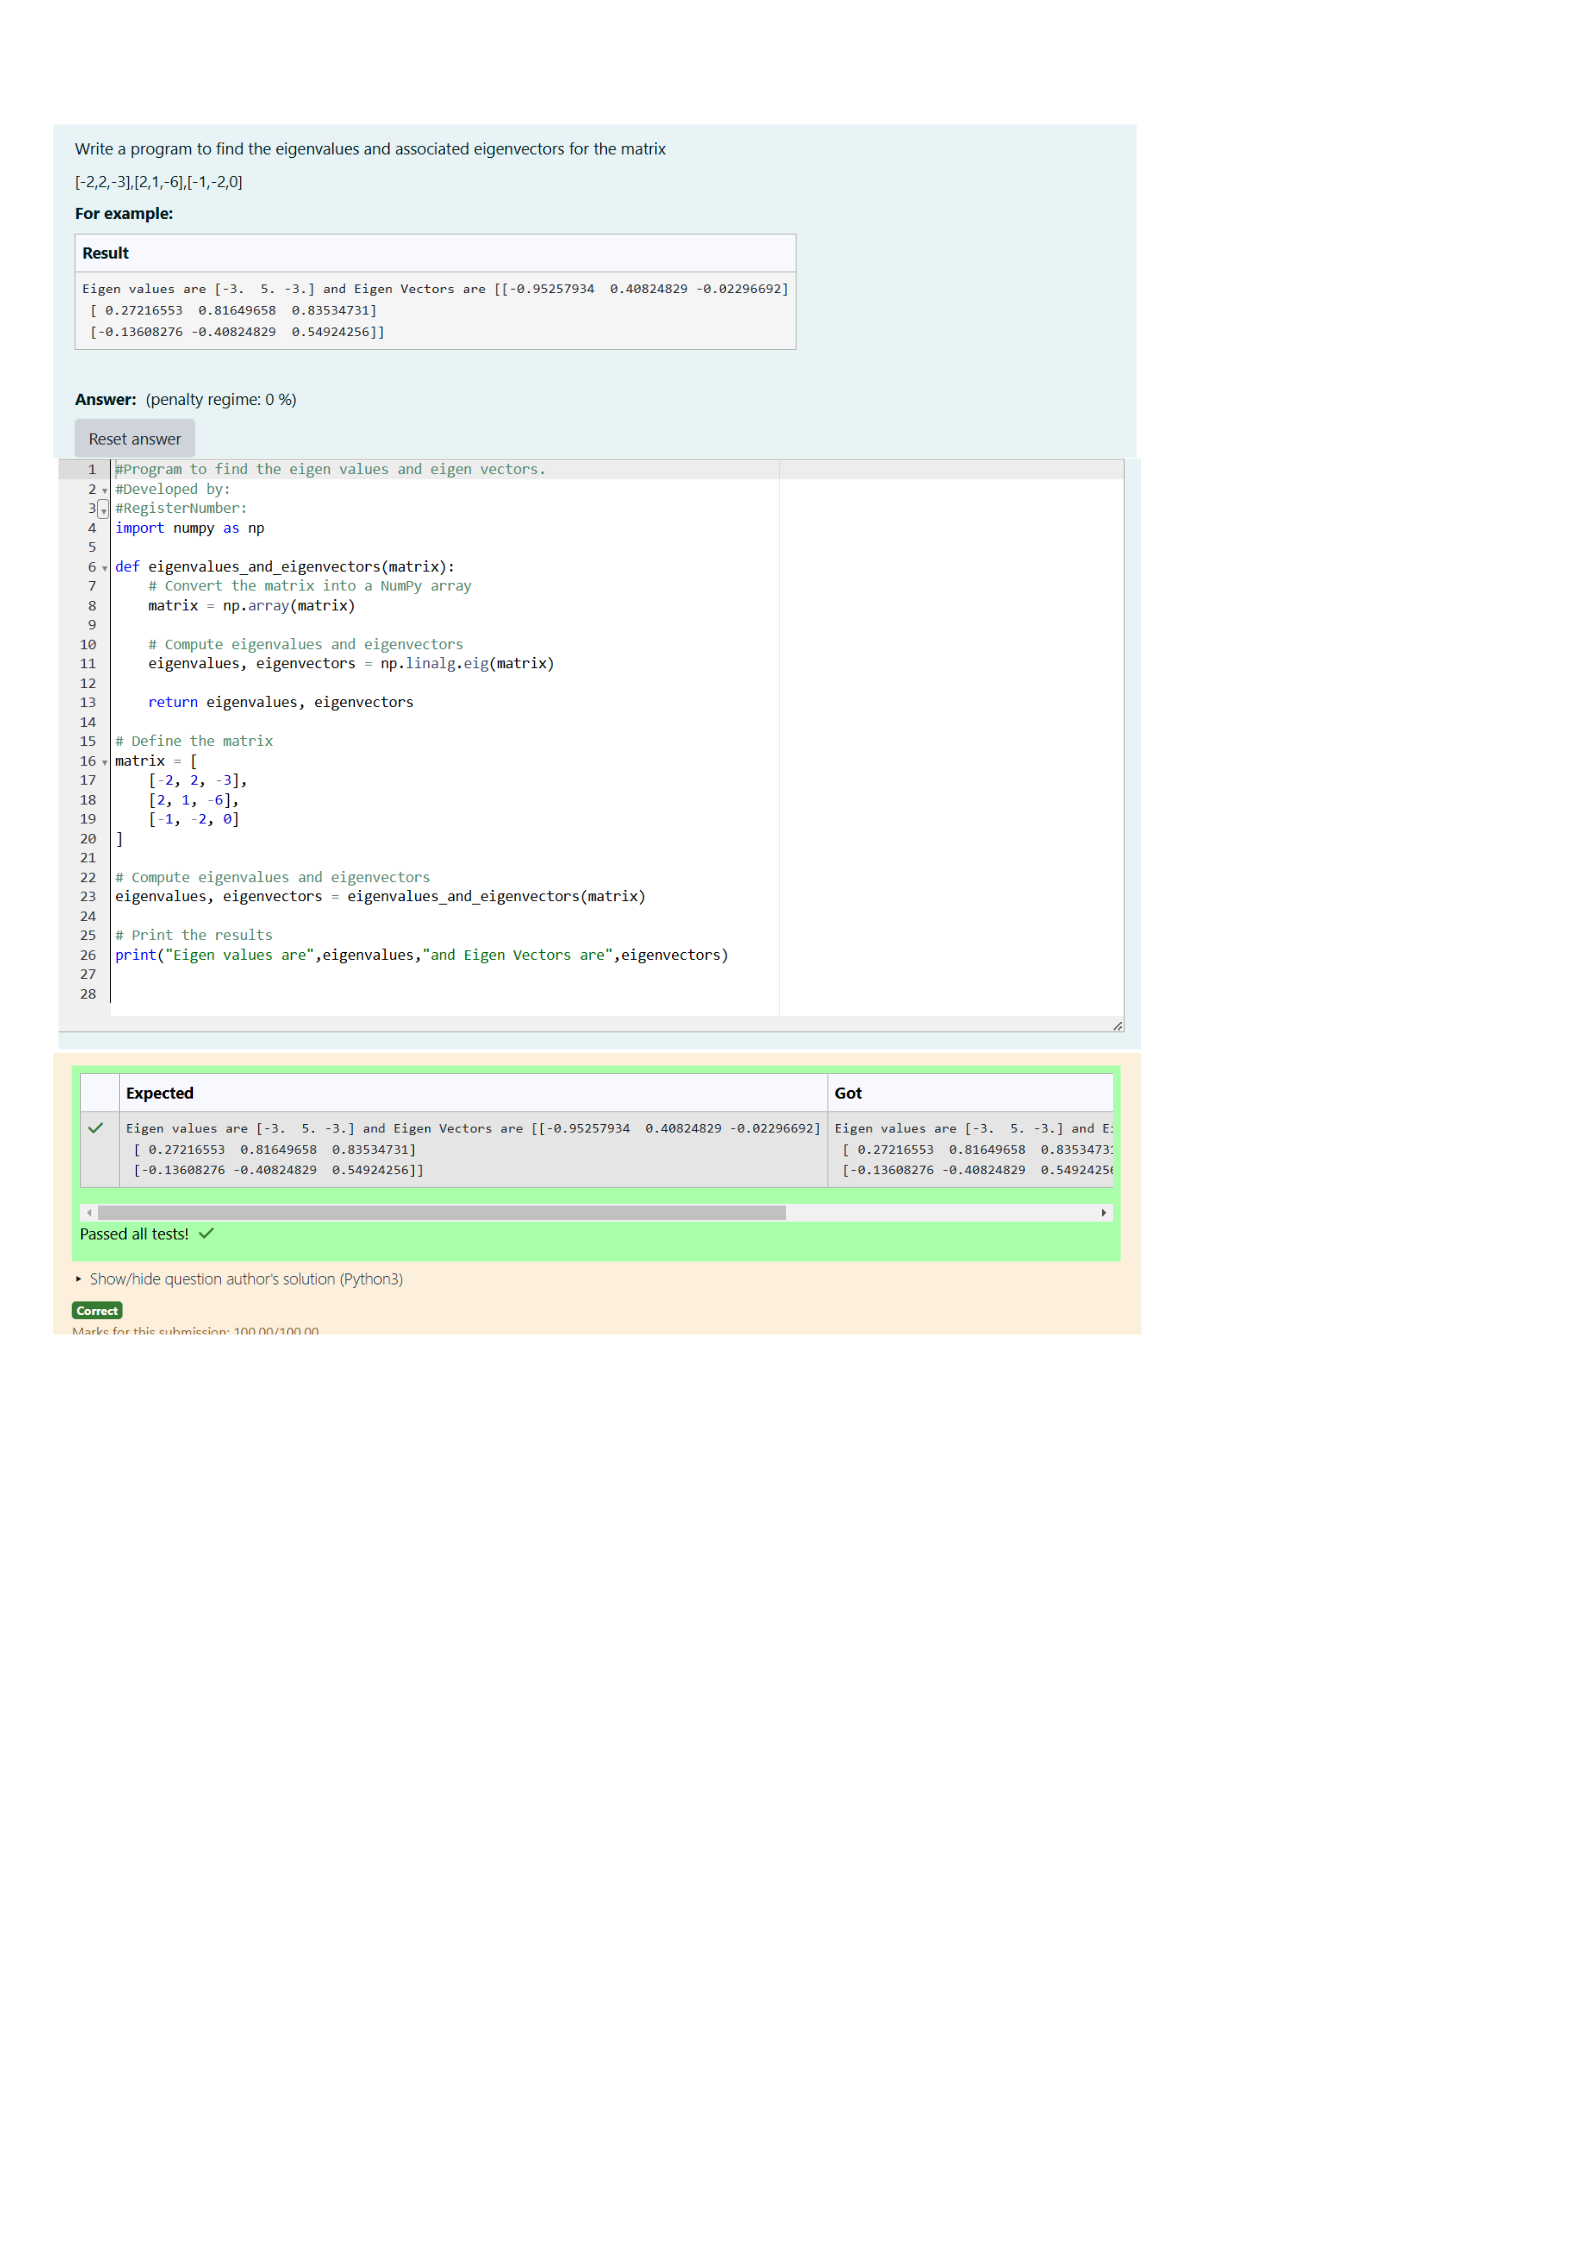 Write a program to find the eigenvalues and associated eigenvectors for the matrix
[-2,2,-3],[2,1,-6],[-1,-2,0]
For example:
Result
Eigen values are [-3.  5. -3.] and Eigen Vectors are [[-0.95257934  0.40824829 -0.02296692]
 [ 0.27216553  0.81649658  0.83534731]
 [-0.13608276 -0.40824829  0.54924256]]
Answer: (penalty regime: 0 %)
Reset answer
1 #Program to find the eigen values and eigen vectors.
2 #Developed by:
3 #RegisterNumber:
4 import numpy as np
5
6 def eigenvalues_and_eigenvectors(matrix):
7     # Convert the matrix into a NumPy array
8     matrix = np.array(matrix)
9
10     # Compute eigenvalues and eigenvectors
11     eigenvalues, eigenvectors = np.linalg.eig(matrix)
12
13     return eigenvalues, eigenvectors
14
15 # Define the matrix
16 matrix = [
17     [-2, 2, -3],
18     [2, 1, -6],
19     [-1, -2, 0]
20 ]
21
22 # Compute eigenvalues and eigenvectors
23 eigenvalues, eigenvectors = eigenvalues_and_eigenvectors(matrix)
24
25 # Print the results
26 print("Eigen values are",eigenvalues,"and Eigen Vectors are",eigenvectors)
27
28
Expected Got
Eigen values are [-3.  5. -3.] and Eigen Vectors are [[-0.95257934  0.40824829 -0.02296692] Eigen values are [-3.  5. -3.] and
 [ 0.27216553  0.81649658  0.83534731] [ 0.27216553  0.81649658  0.8353473
 [-0.13608276 -0.40824829  0.54924256]] [-0.13608276 -0.40824829  0.5492425
Passed all tests!
Show/hide question author's solution (Python3)
Correct
Marks for this submission: 100.00/100.00